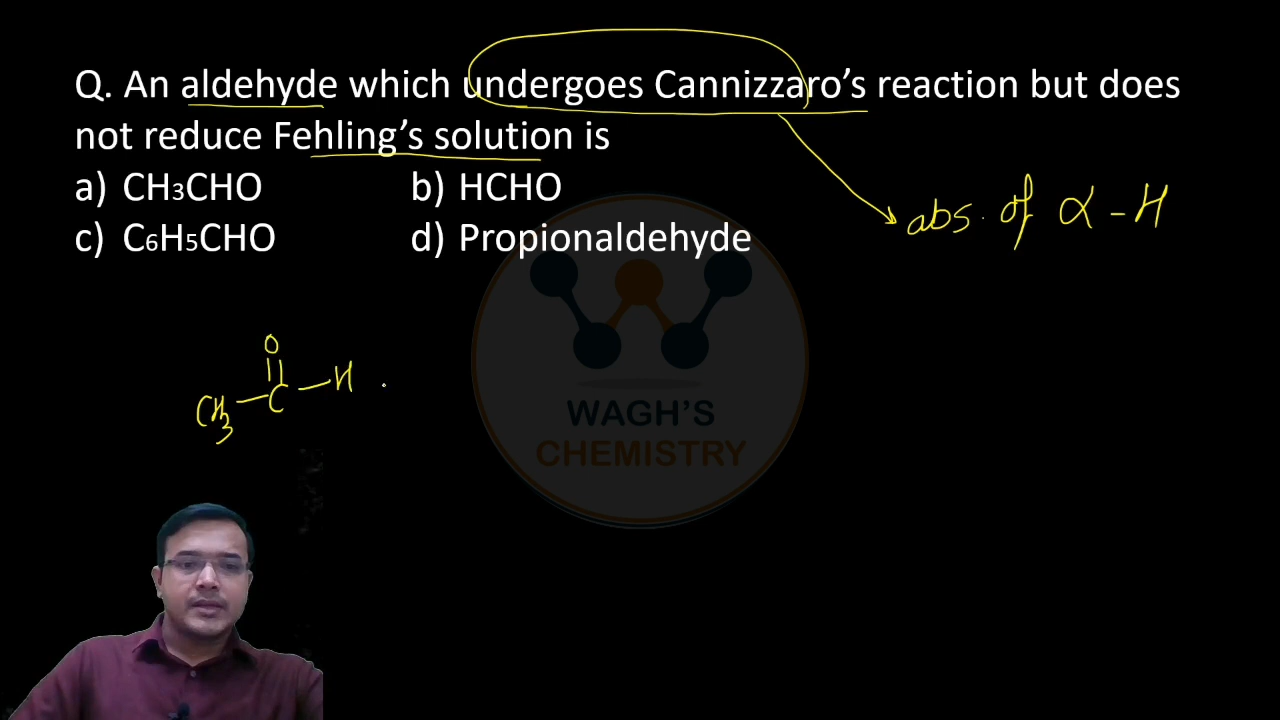 Q. An aldehyde which undergoes Cannizzaro’s reaction but does
not reduce Fehling’s solution is
a) CH3CHO b) HCHO
c) C6H5CHO d) Propionaldehyde
abs. of α - H
O
CH3 C H
WAGH'S
CHEMISTRY